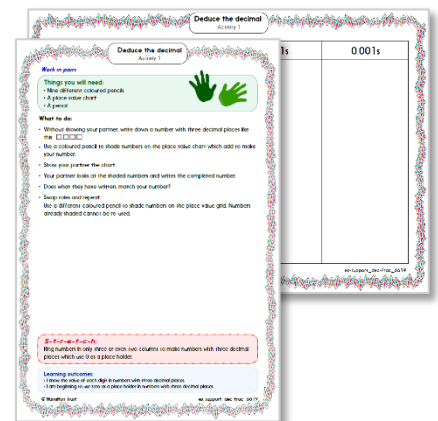 Deduce the decimal
Activity 1
1s
0.001s
ex-support_dec-frac_6619
Deduce the decimal
Activity 1
Work in pairs
Things you will need:
• Nine different coloured pencils
• A place value chart
• A pencil
What to do:
• Without showing your partner, write down a number with three decimal places like
this: □.□□□
• Use a coloured pencil to shade numbers on the place value chart which add to make
your number.
• Show your partner the chart.
• Your partner looks at the shaded numbers and writes the completed number.
• Does what they have written, match your number?
• Swap roles and repeat.
Use a different coloured pencil to shade numbers on the place value grid. Numbers
already shaded cannot be re-used.
S-t-r-e-t-c-h:
Ring numbers in only three or even two columns to make numbers with three decimal
places which use 0 as a place holder.
Learning outcomes:
• I know the value of each digit in numbers with three decimal places.
• I am beginning to use zero as a place holder in numbers with three decimal places.
© Hamilton Trust
ex-support_dec-frac_6619